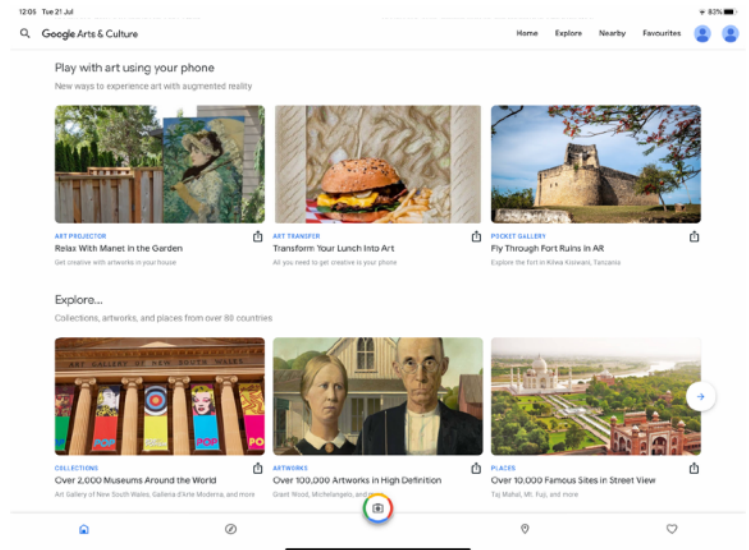 12:05 Tue 21 Jul
82%
Google Arts & Culture
Home Explore Nearby Favourites
Play with art using your phone
New ways to experience art with augmented reality
ART PROJECTOR
Relax With Manet In the Garden
Get creative with artworks in your house
ART TRANSFER
Transform Your Lunch Into Art
All you need to get creative is your phone
POCKET GALLERY
Fly Through Fort Ruins in AR
Explore the fort in Kilwa Kisiwani, Tanzania
Explore...
Collections, artworks, and places from over 80 countries
ART GALLERY OF NEW SOUTH WALES
POP POP PO
COLLECTIONS
Over 2,000 Museums Around the World
Art Gallery of New South Wales, Galleria d'Arte Moderna, and more
ARTWORKS
Over 100,000 Artworks in High Definition
Grant Wood, Michelangelo, and
PLACES
Over 10,000 Famous Sites in Street View
Taj Mahal, Mt. Fuji, and more